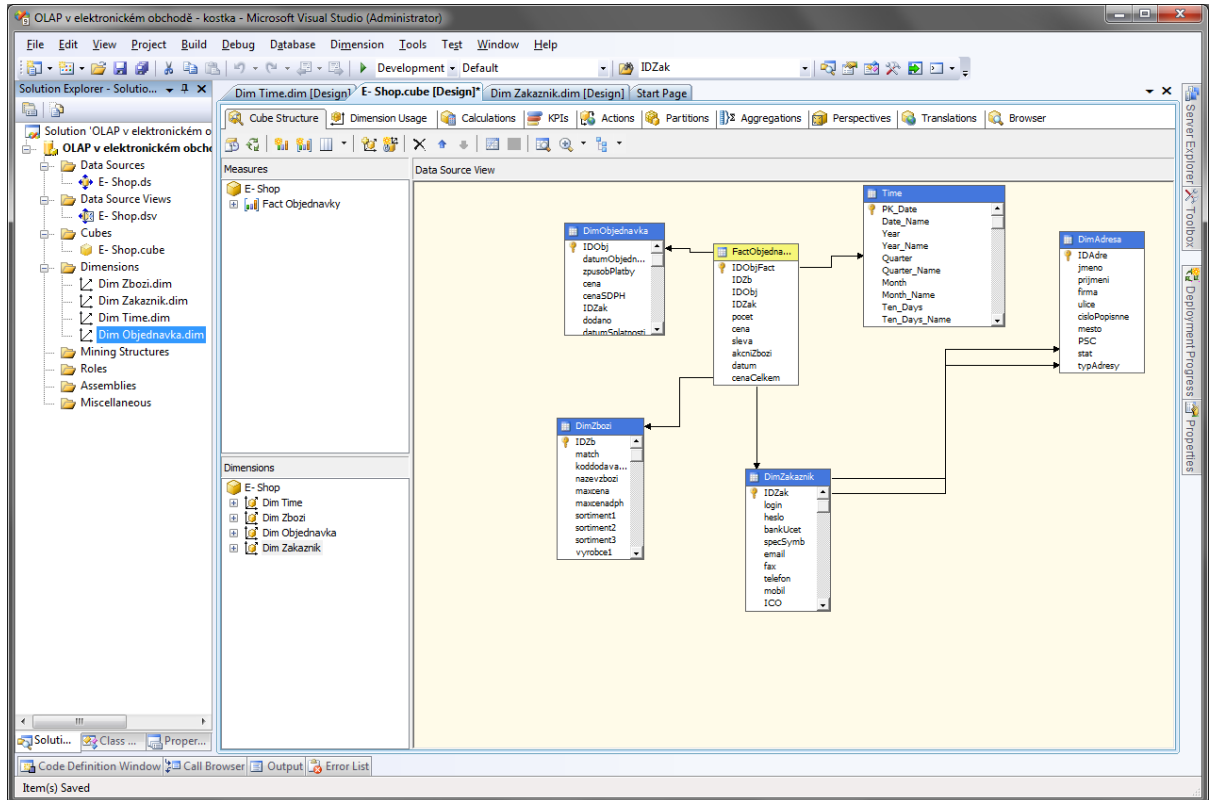 OLAP v elektronickém obchodě - kostka - Microsoft Visual Studio (Administrator)
File Edit View Project Build Debug Database Dimension Tools Test Window Help
Development Default IDZak
Solution Explorer - Solutio...
Dim Time.dim [Design] E- Shop.cube [Design]* Dim Zakaznik.dim [Design] Start Page
Cube Structure Dimension Usage Calculations KPIs Actions Partitions Aggregations Perspectives Translations Browser
Solution 'OLAP v elektronickém o
OLAP v elektronickém obcho
Data Sources
E- Shop.ds
Data Source Views
E- Shop.dsv
Cubes
E- Shop.cube
Dimensions
Dim Zbozi.dim
Dim Zakaznik.dim
Dim Time.dim
Dim Objednavka.dim
Mining Structures
Roles
Assemblies
Miscellaneous
Soluti... Class ... Proper...
Measures
E- Shop
Fact Objednavky
Dimensions
E- Shop
Dim Time
Dim Zbozi
Dim Objednavka
Dim Zakaznik
Data Source View
DimObjednavka
IDObj
datumObjedn...
zpusobPlatby
cena
cenaSDPH
IDZak
dodano
datumSplatnosti
FactObjedna...
IDObjFact
IDZb
IDObj
IDZak
pocet
cena
sleva
akcniZbozi
datum
cenaCelkem
Time
PK_Date
Date_Name
Year
Year_Name
Quarter
Quarter_Name
Month
Month_Name
Ten_Days
Ten_Days_Name
DimAdresa
IDAdre
jmeno
prijmeni
firma
ulice
cisloPopisnne
mesto
PSC
stat
typAdresy
DimZbozi
IDZb
match
koddodava...
nazevzbozi
maxcena
maxcenadph
sortiment1
sortiment2
sortiment3
vyrobce1
DimZakaznik
IDZak
login
heslo
bankUcet
specSymb
email
fax
telefon
mobil
ICO
Server Explorer
Toolbox
Deployment Progress
Properties
Code Definition Window Call Browser Output Error List
Item(s) Saved